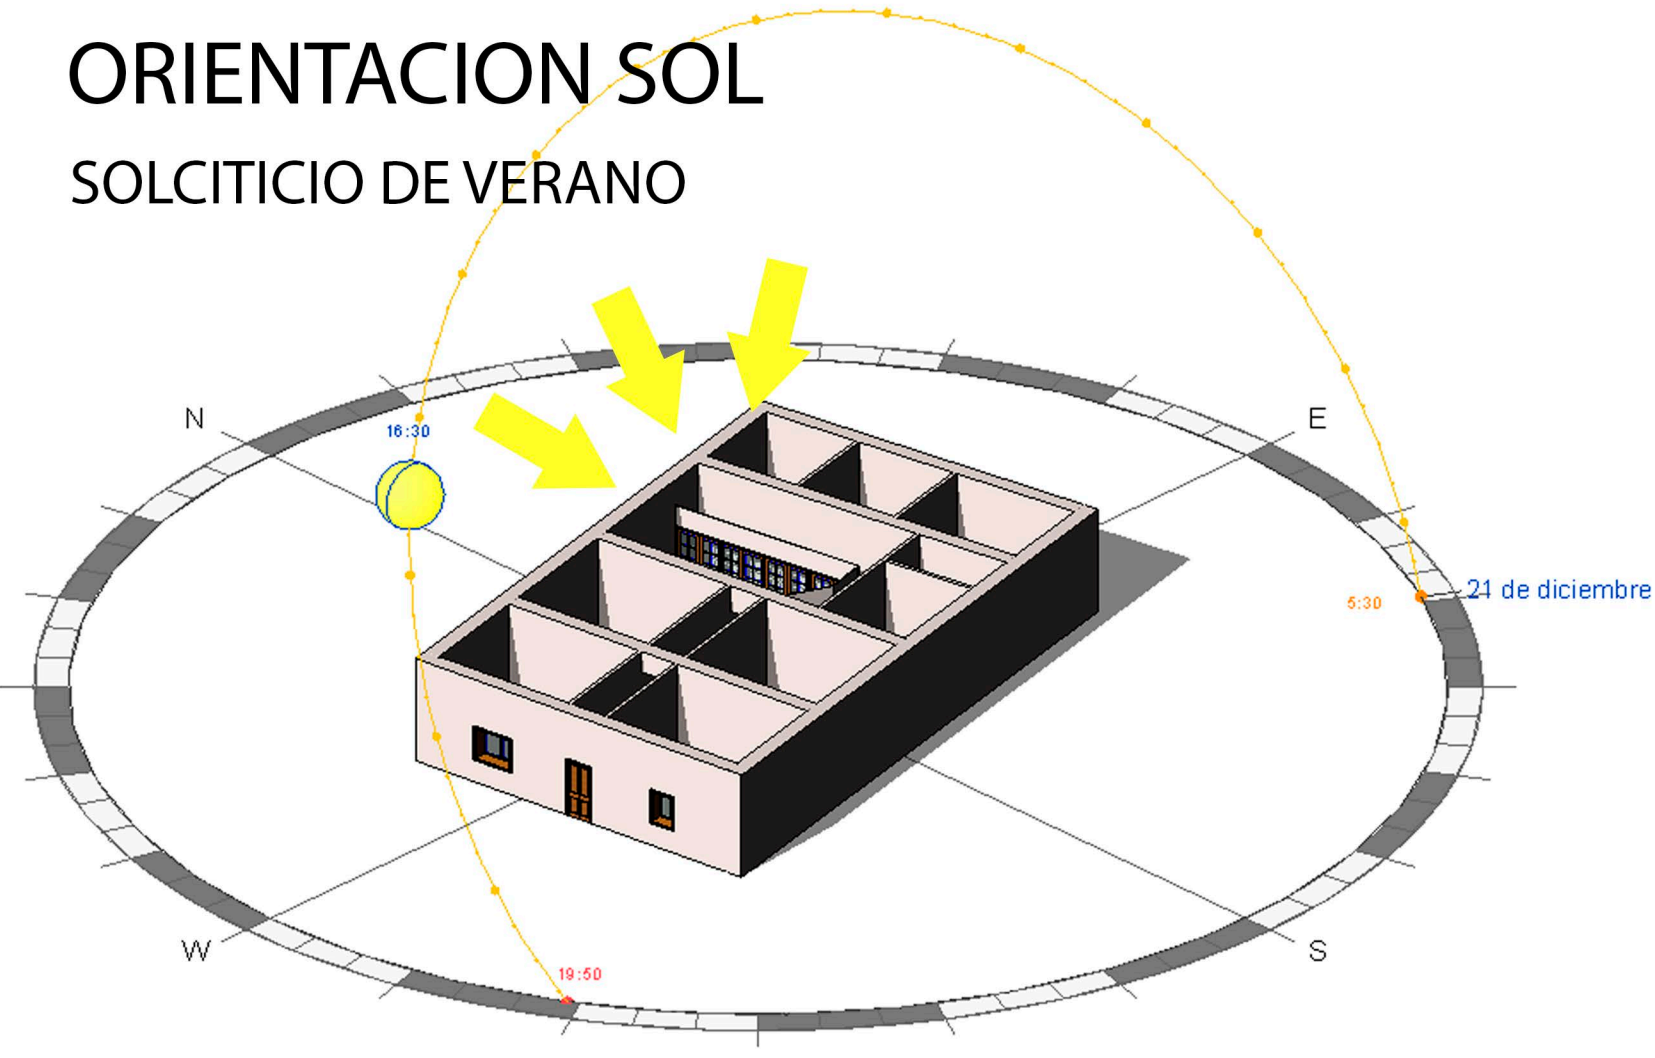 ORIENTACION SOL
SOLCITICIO DE VERANO
N
16:30
E
5:30
21 de diciembre
W
S
19:50